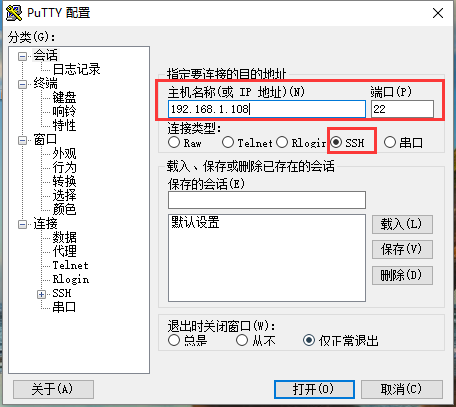 PuTTY 配置
分类(G):
会话
日志记录
终端
键盘
响铃
特性
窗口
外观
行为
转换
选择
颜色
连接
数据
代理
Telnet
Rlogin
SSH
串口
指定要连接的目的地址
主机名称(或 IP 地址)(N) 端口(P)
192.168.1.108 22
连接类型:
Raw Telnet Rlogin SSH 串口
载入、保存或删除已存在的会话
保存的会话(E)
默认设置
载入(L)
保存(V)
删除(D)
退出时关闭窗口(W):
总是 从不 仅正常退出
关于(A) 打开(O) 取消(C)